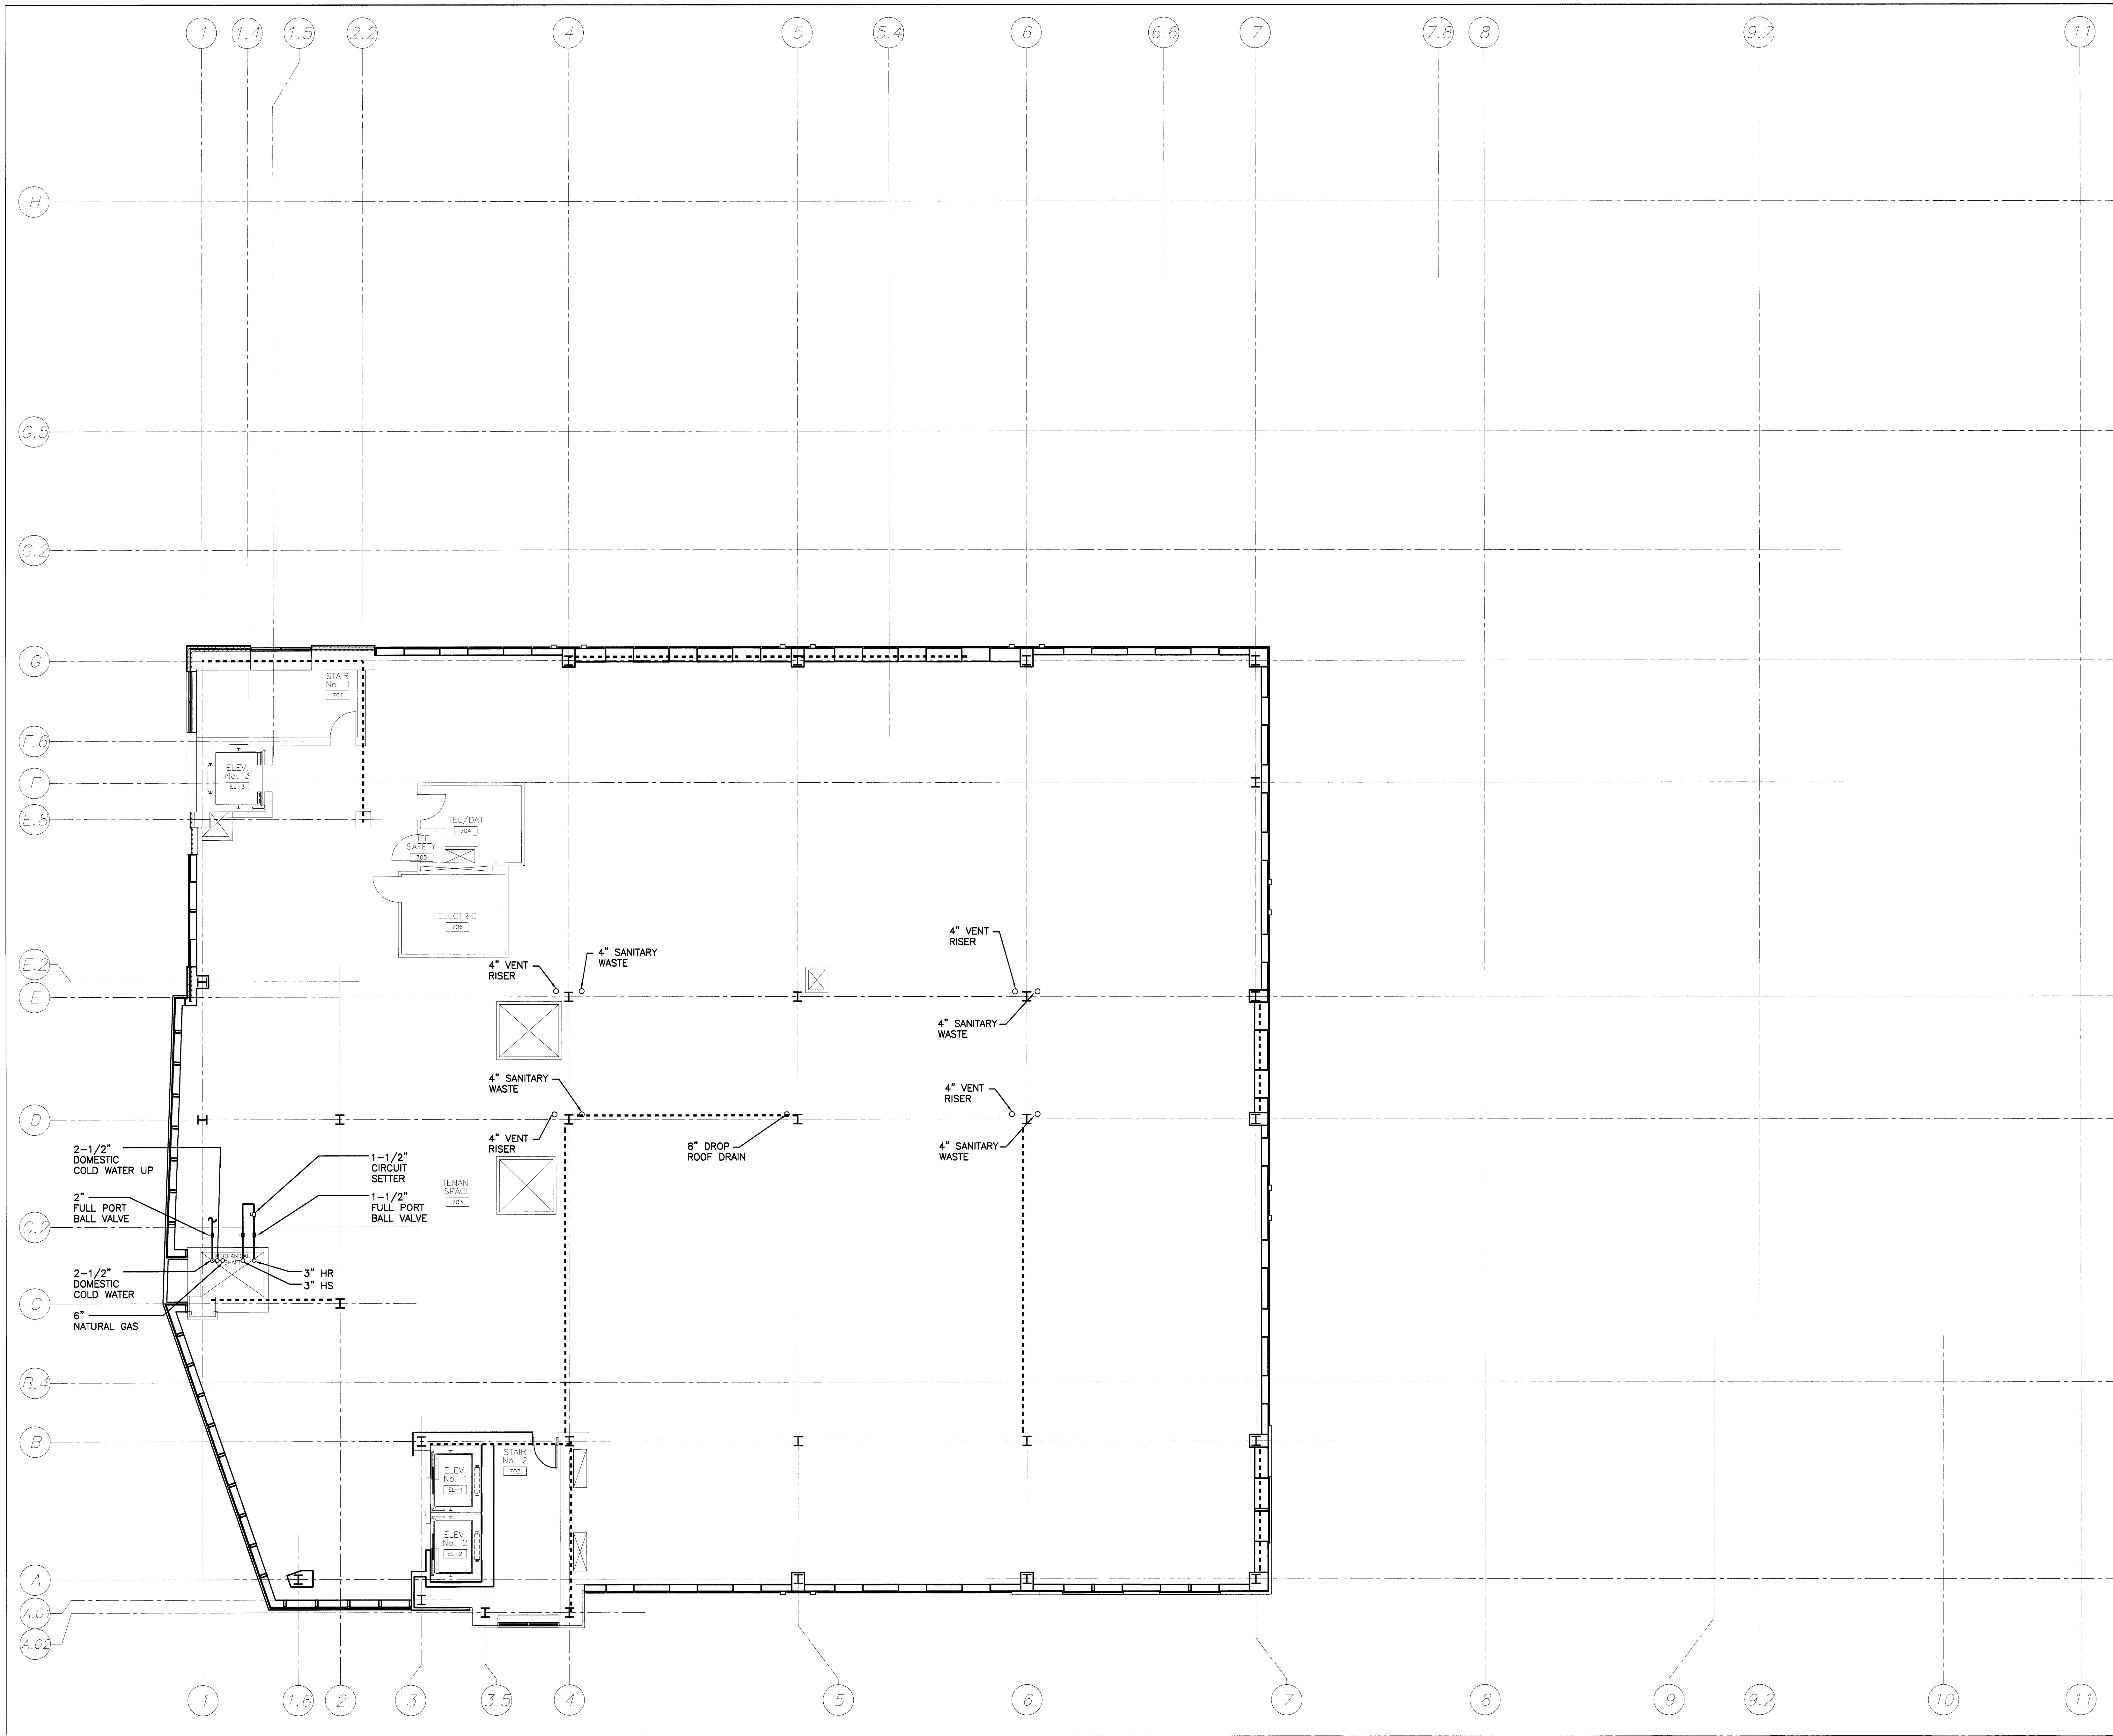 1
1.4
1.5
2.2
4
5
5.4
6
6.6
7
7.8
8
9.2
11
H
G.5
G.2
G
F.6
F
E.8
E.2
E
D
C.2
C
B.4
B
A
A.01
A.02
STAIR
No. 1
701
ELEV.
No. 3
EL-3
TEL/DAT
704
LIFE
SAFETY
705
ELECTRIC
706
4" VENT
RISER
4" SANITARY
WASTE
4" VENT
RISER
4" SANITARY
WASTE
4" SANITARY
WASTE
4" VENT
RISER
8" DROP
ROOF DRAIN
4" VENT
RISER
4" SANITARY
WASTE
2-1/2"
DOMESTIC
COLD WATER UP
2"
FULL PORT
BALL VALVE
1-1/2"
CIRCUIT
SETTER
1-1/2"
FULL PORT
BALL VALVE
TENANT
SPACE
703
MECHANICAL
SHAFT
2-1/2"
DOMESTIC
COLD WATER
3" HR
3" HS
6"
NATURAL GAS
STAIR
No. 2
702
ELEV.
No. 1
EL-1
ELEV.
No. 2
EL-2
1
1.6
2
3
3.5
4
5
6
7
8
9
9.2
10
11